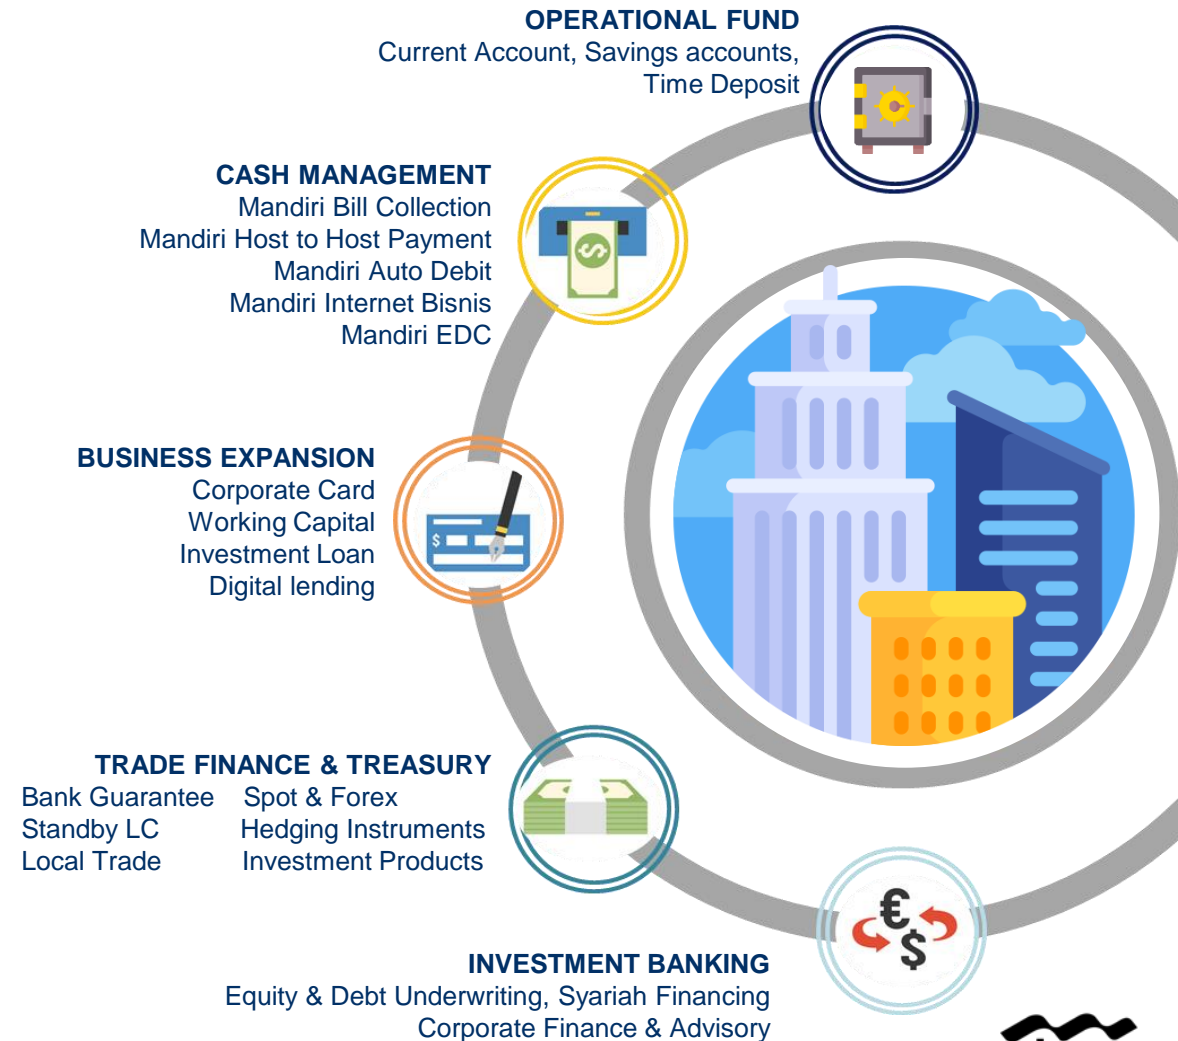 OPERATIONAL FUND
Current Account, Savings accounts,
Time Deposit
CASH MANAGEMENT
Mandiri Bill Collection
Mandiri Host to Host Payment
Mandiri Auto Debit
Mandiri Internet Bisnis
Mandiri EDC
BUSINESS EXPANSION
Corporate Card
Working Capital
Investment Loan
Digital lending
TRADE FINANCE & TREASURY
Bank Guarantee Spot & Forex
Standby LC Hedging Instruments
Local Trade Investment Products
INVESTMENT BANKING
Equity & Debt Underwriting, Syariah Financing
Corporate Finance & Advisory